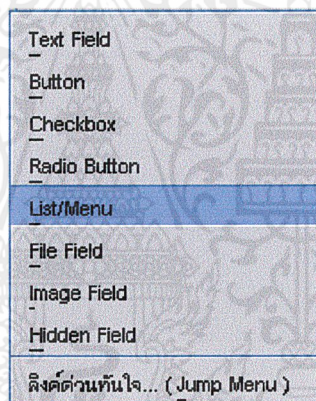 Text Field
Button
Checkbox
Radio Button
List/Menu
File Field
Image Field
Hidden Field
ลิงค์ด่วนทันใจ... ( Jump Menu )